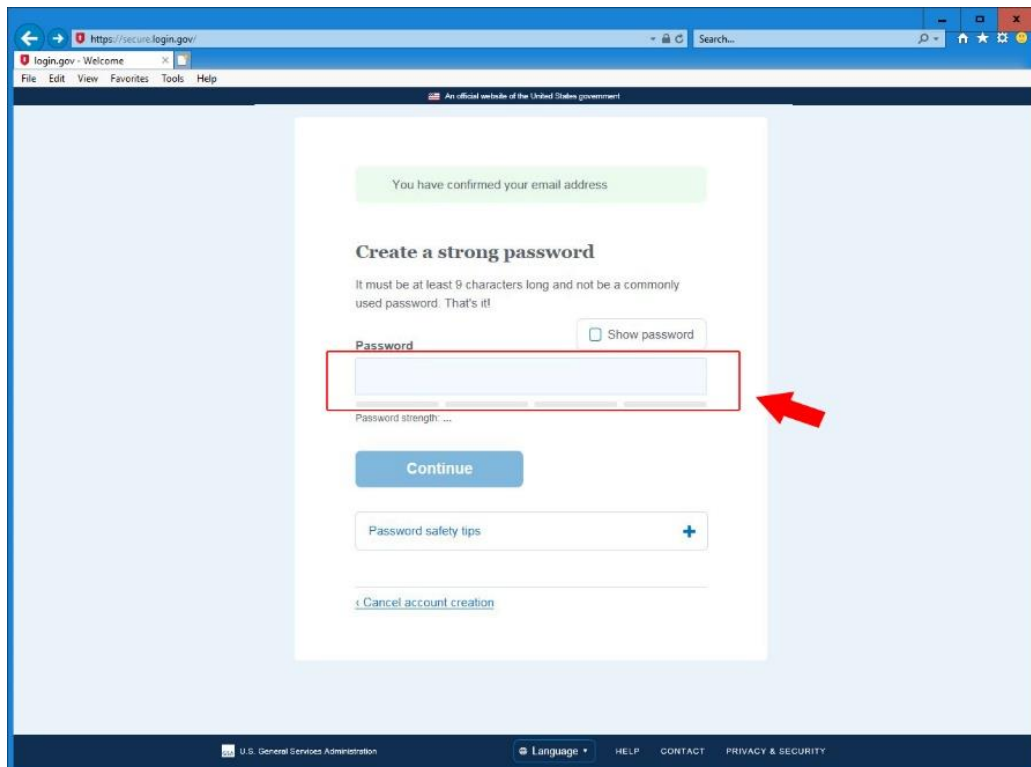 https://secure.login.gov/
Search...
login.gov - Welcome
File Edit View Favorites Tools Help
An official website of the United States government
You have confirmed your email address
Create a strong password
It must be at least 9 characters long and not be a commonly
used password. That's it!
Show password
Password
Password strength: ...
Continue
Password safety tips
‹ Cancel account creation
GSA U.S. General Services Administration
Language
HELP
CONTACT
PRIVACY & SECURITY